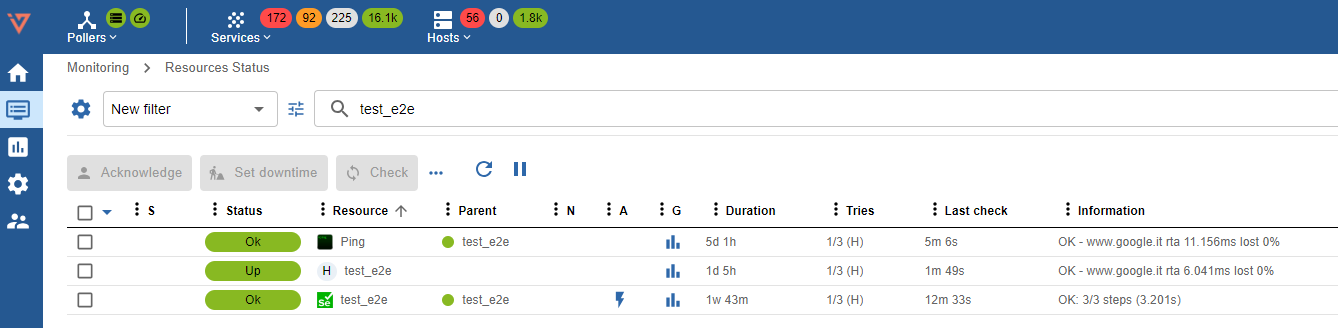 172 92 225 16.1k 56 0 1.8k
Pollers Services Hosts
Monitoring > Resources Status
New filter test_e2e
Acknowledge Set downtime Check ...
S Status Resource Parent N A G Duration Tries Last check Information
Ok Ping test_e2e 5d 1h 1/3 (H) 5m 6s OK - www.google.it rta 11.156ms lost 0%
Up H test_e2e 1d 5h 1/3 (H) 1m 49s OK - www.google.it rta 6.041ms lost 0%
Ok Se test_e2e test_e2e 1w 43m 1/3 (H) 12m 33s OK: 3/3 steps (3.201s)